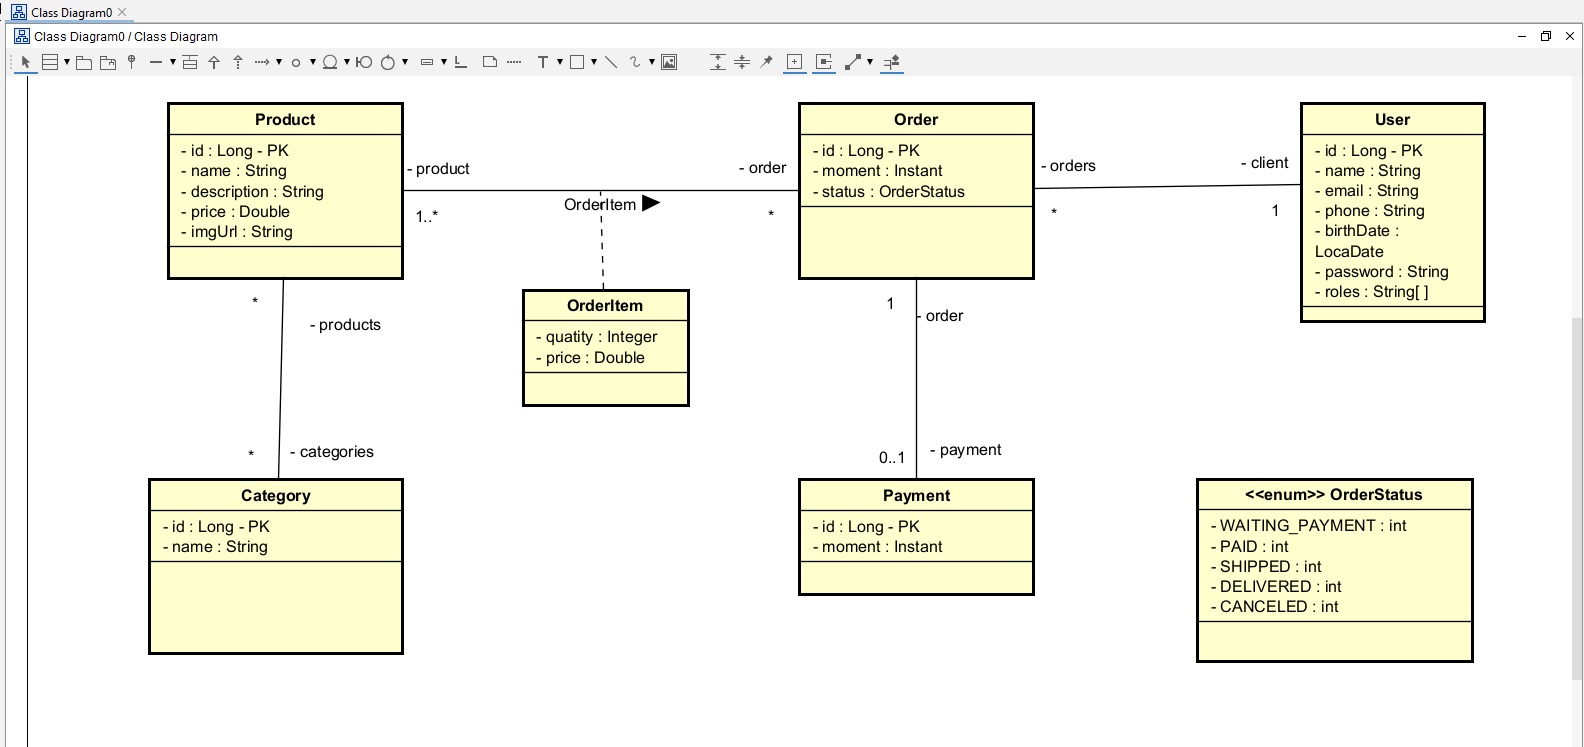 Class Diagram0
Class Diagram0 / Class Diagram
Product
- id : Long - PK
- name : String
- description : String
- price : Double
- imgUrl : String
- product
1..*
OrderItem
- order
*
Order
- id : Long - PK
- moment : Instant
- status : OrderStatus
- orders
*
- client
1
User
- id : Long - PK
- name : String
- email : String
- phone : String
- birthDate :
LocaDate
- password : String
- roles : String[ ]
*
- products
OrderItem
- quatity : Integer
- price : Double
1
- order
*
- categories
0..1
- payment
Category
- id : Long - PK
- name : String
Payment
- id : Long - PK
- moment : Instant
<<enum>> OrderStatus
- WAITING_PAYMENT : int
- PAID : int
- SHIPPED : int
- DELIVERED : int
- CANCELED : int